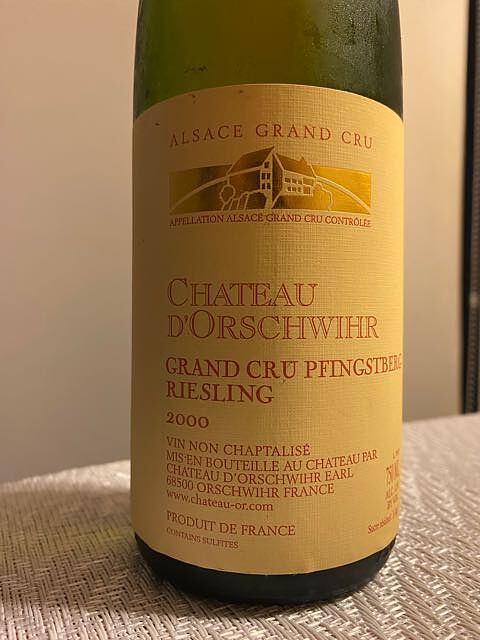 ALSACE GRAND CRU
APPELLATION ALSACE GRAND CRU CONTRÔLÉE
CHATEAU
D'ORSCHWIHR
GRAND CRU PFINGSTBERG
RIESLING
2000
VIN NON CHAPTALISÉ
MIS EN BOUTEILLE AU CHATEAU PAR
CHATEAU D'ORSCHWIHR EARL
68500 ORSCHWIHR FRANCE
www.chateau-or.com
PRODUIT DE FRANCE
CONTAINS SULFITES